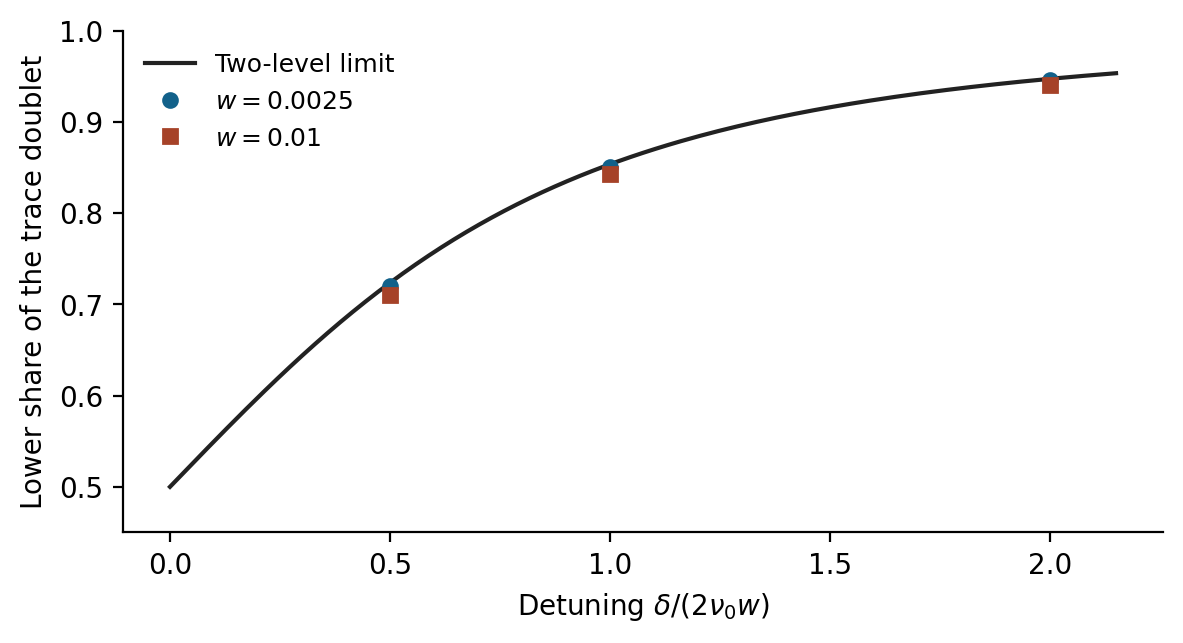 Lower share of the trace doublet
1.0
0.9
0.8
0.7
0.6
0.5
Two-level limit
w = 0.0025
w = 0.01
0.0 0.5 1.0 1.5 2.0
Detuning δ/(2ν₀w)